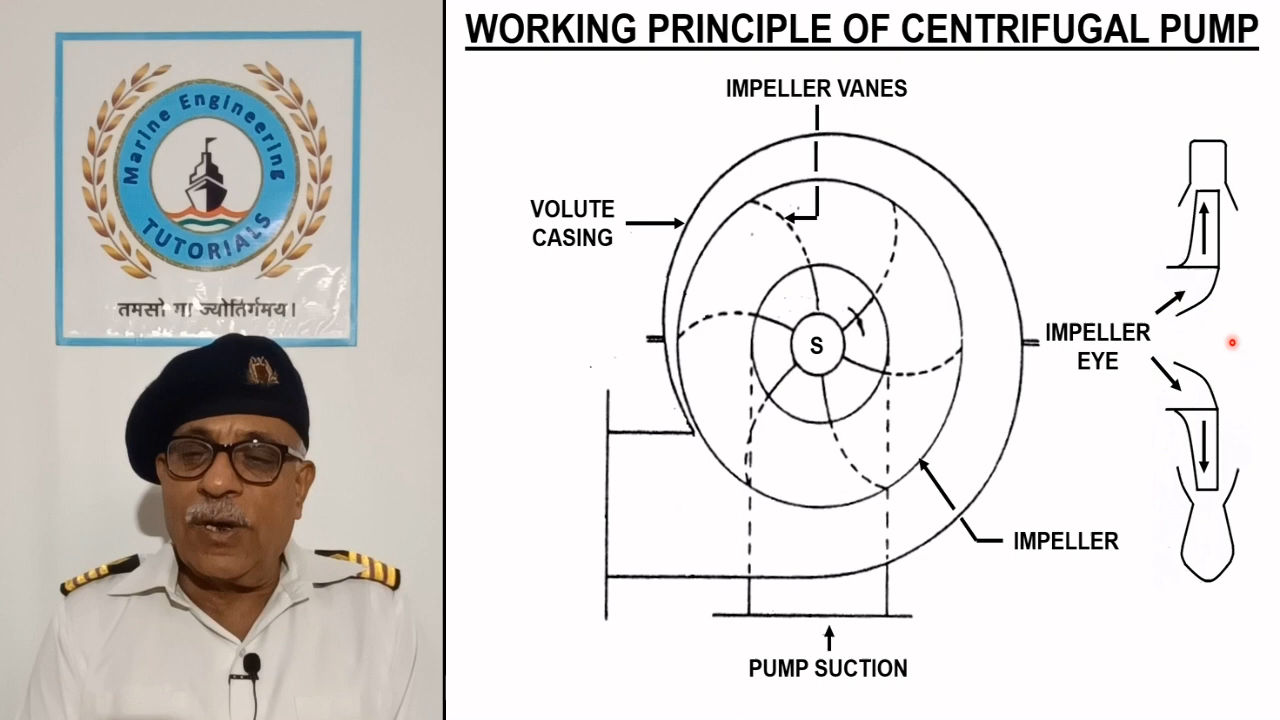 WORKING PRINCIPLE OF CENTRIFUGAL PUMP
Marine Engineering
TUTORIALS
तमसो मा ज्योतिर्गमय।
IMPELLER VANES
VOLUTE
CASING
S
IMPELLER
EYE
IMPELLER
PUMP SUCTION